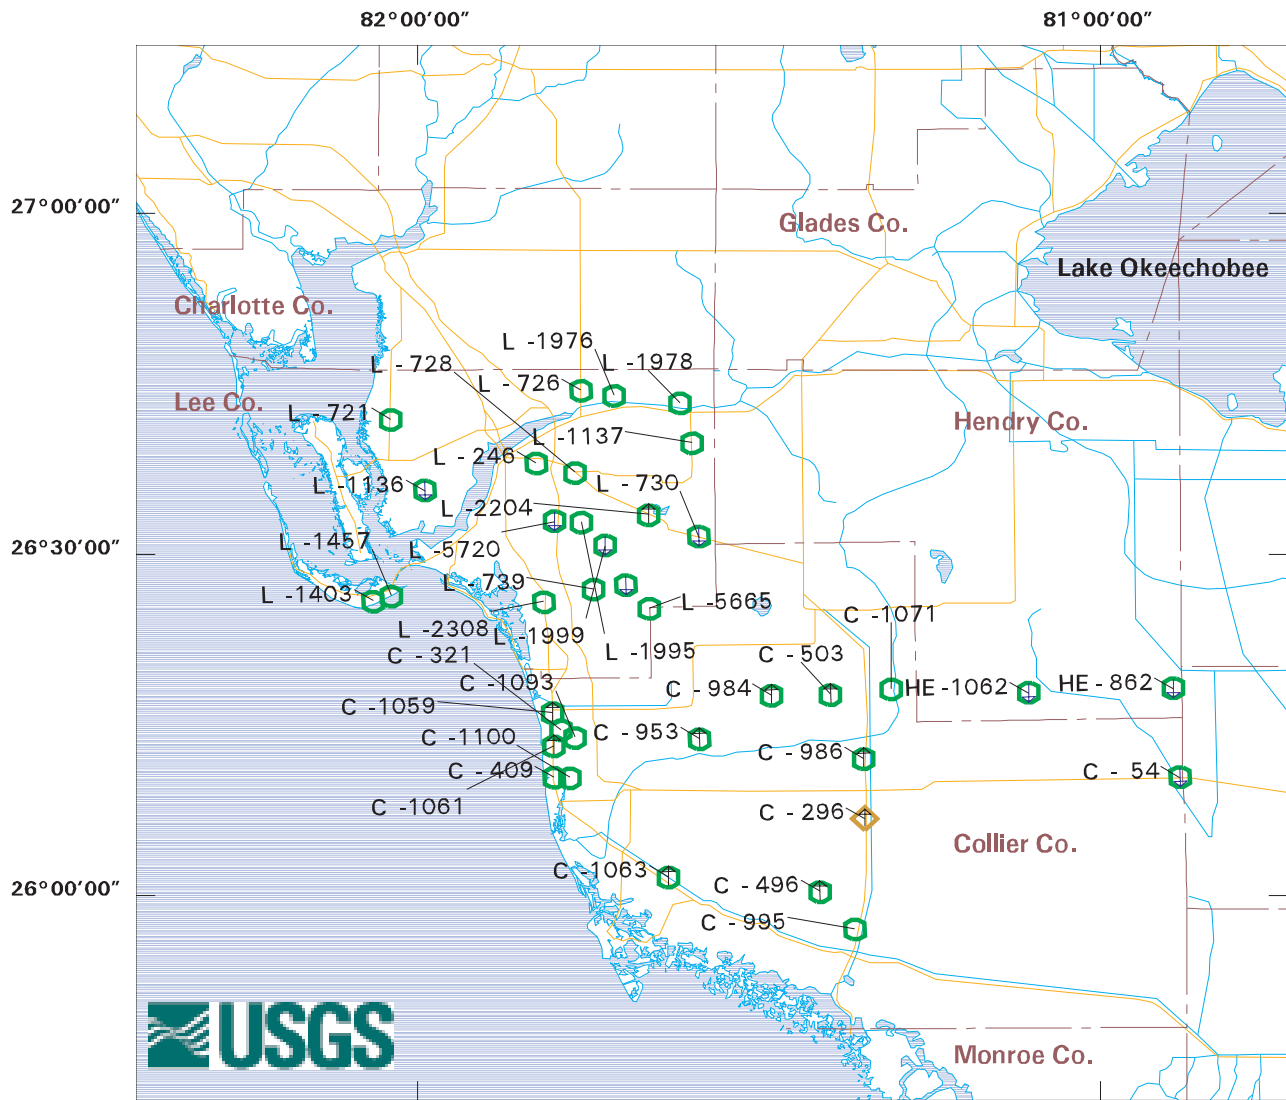 82°00'00"
81°00'00"
27°00'00"
Glades Co.
Lake Okeechobee
Charlotte Co.
L -1976
L -1978
L - 728
L - 726
Lee Co.
L - 721
Hendry Co.
L -1137
L - 246
L -1136
L - 730
L -2204
26°30'00"
L -1457
L -5720
L - 739
L -1403
L -5665
C -1071
L -2308
L -1999
L -1995
C - 321
C - 503
C -1093
C - 984
HE -1062
HE - 862
C -1059
C -1100
C - 953
C - 986
C - 409
C - 54
C -1061
C - 296
Collier Co.
C -1063
C - 496
26°00'00"
C - 995
USGS
Monroe Co.